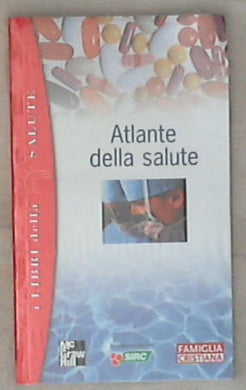 Atlante
della salute
i LIBRI della SALUTE
Mc
Graw
Hill
SIRC
FAMIGLIA
CRISTIANA